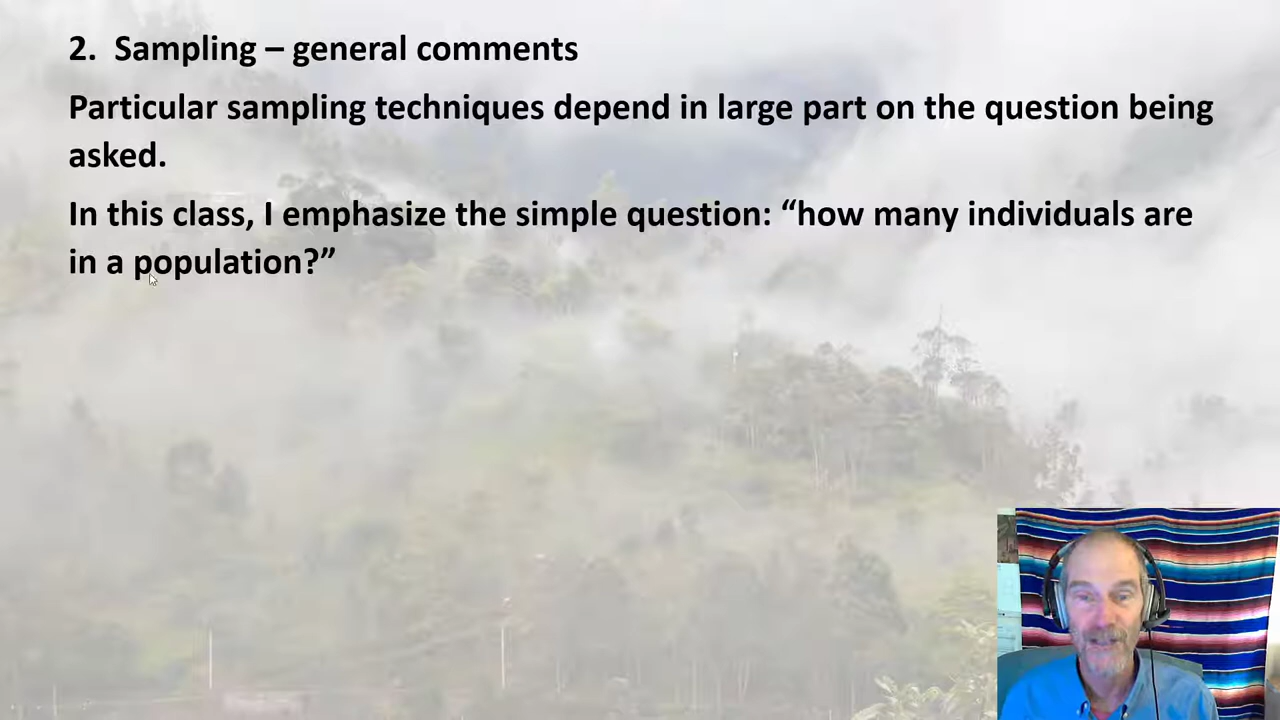 2. Sampling – general comments
Particular sampling techniques depend in large part on the question being
asked.
In this class, I emphasize the simple question: “how many individuals are
in a population?”